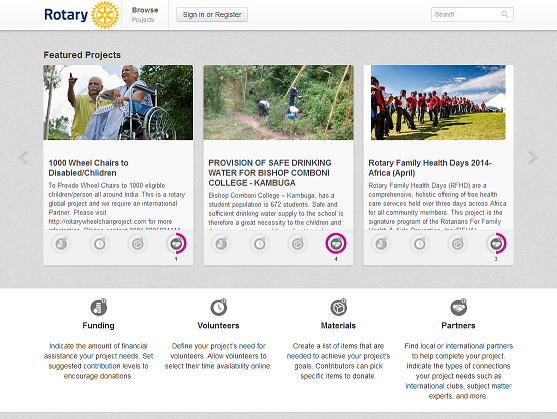 Rotary
Browse
Projects
Sign in or Register
Search
Featured Projects
1000 Wheel Chairs to
Disabled/Children
To Provide Wheel Chairs to 1000 eligible
children/person all around India. This is a rotary
global project and we require an international
Partner. Please visit
http://rotarywheelchairproject.com for more
1
PROVISION OF SAFE DRINKING
WATER FOR BISHOP COMBONI
COLLEGE - KAMBUGA
Bishop Comboni College – Kambuga, has a
student population is 672 students. Safe and
sufficient drinking water supply to the school is
therefore a great necessity to the children and
4
Rotary Family Health Days 2014-
Africa (April)
Rotary Family Health Days (RFHD) are a
comprehensive, holistic offering of free health
care services held over three days across Africa
for all community members. This project is the
signature program of the Rotarians For Family
3
Funding
Indicate the amount of financial
assistance your project needs. Set
suggested contribution levels to
encourage donations.
Volunteers
Define your project's need for
volunteers. Allow volunteers to
select their time availability online.
Materials
Create a list of items that are
needed to achieve your project's
goals. Contributors can pick
specific items to donate.
Partners
Find local or international partners
to help complete your project.
Indicate the types of connections
your project needs such as
international clubs, subject matter
experts, and more.